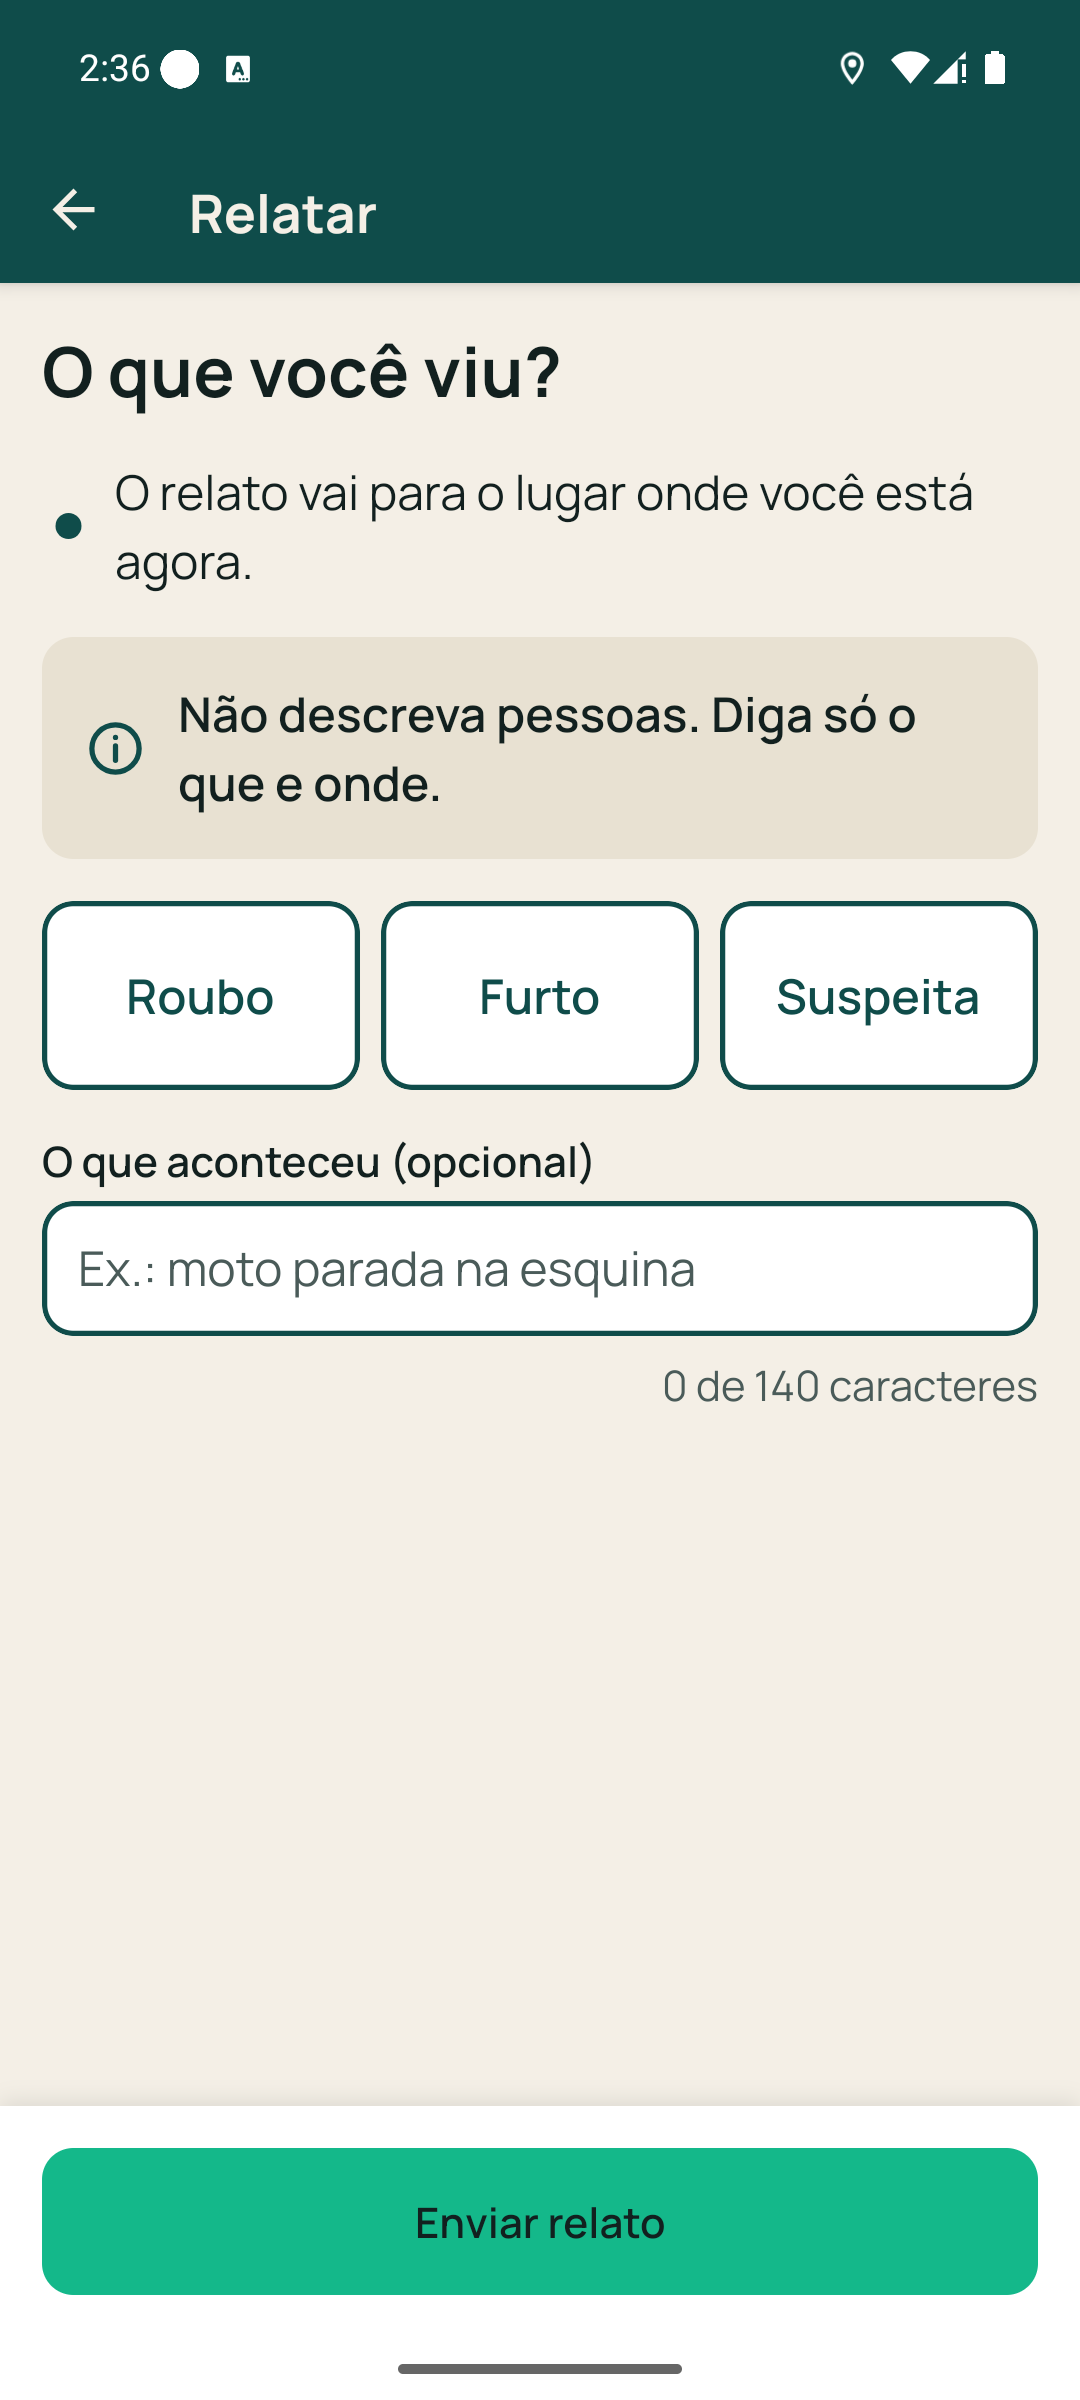 2:36
Relatar
O que você viu?
O relato vai para o lugar onde você está
agora.
Não descreva pessoas. Diga só o
que e onde.
Roubo
Furto
Suspeita
O que aconteceu (opcional)
Ex.: moto parada na esquina
0 de 140 caracteres
Enviar relato